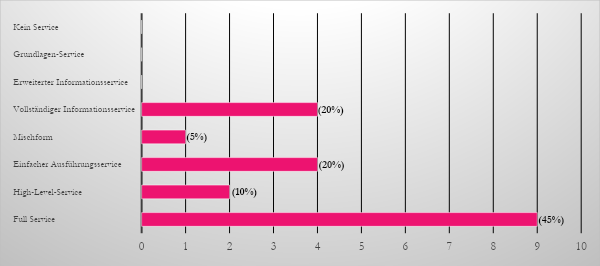 Kein Service
Grundlagen-Service
Erweiterter Informationsservice
Vollständiger Informationsservice (20%)
Mischform (5%)
Einfacher Ausführungsservice (20%)
High-Level-Service (10%)
Full Service (45%)
0 1 2 3 4 5 6 7 8 9 10